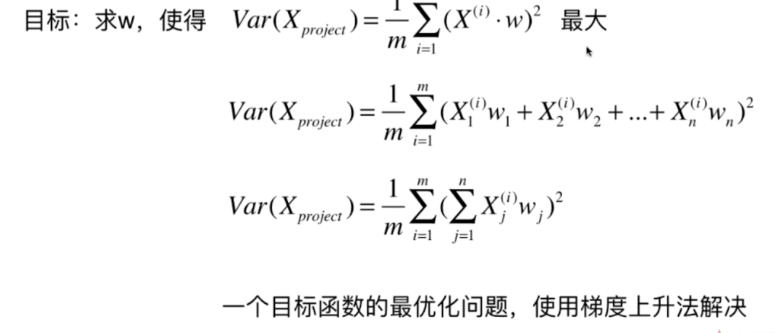 目标：求w，使得 Var(X_project) = 1/m ∑_{i=1} (X^(i) · w)² 最大
Var(X_project) = 1/m ∑_{i=1}^{m} (X_1^(i) w_1 + X_2^(i) w_2 + ... + X_n^(i) w_n)²
Var(X_project) = 1/m ∑_{i=1}^{m} (∑_{j=1}^{n} X_j^(i) w_j)²
一个目标函数的最优化问题，使用梯度上升法解决